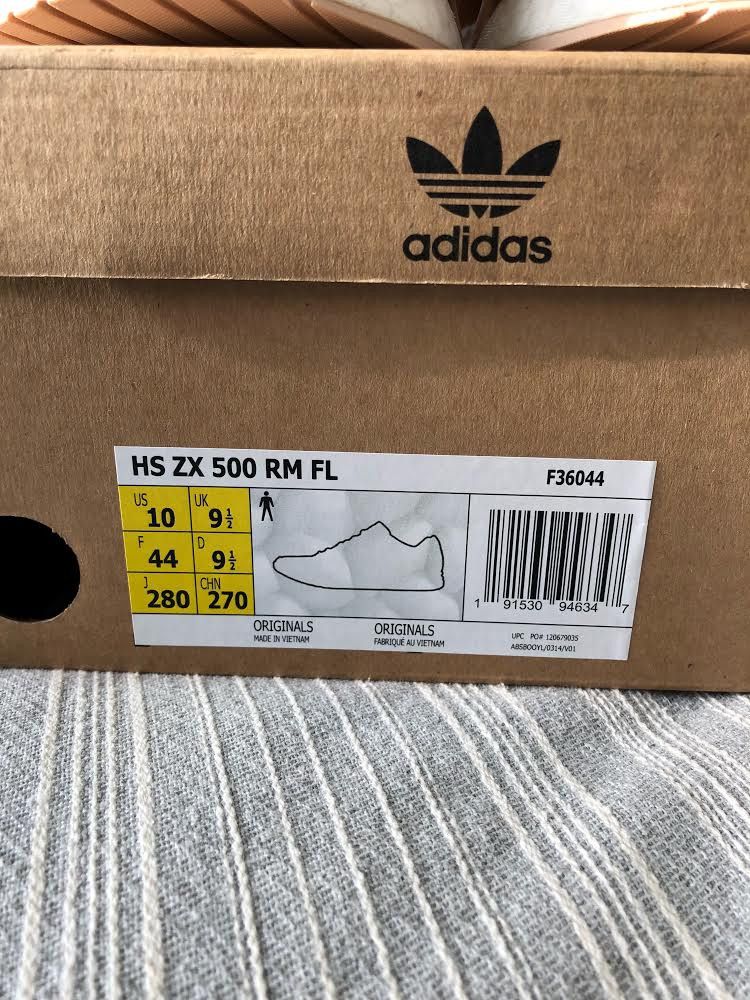 adidas
HS ZX 500 RM FL F36044
US 10 UK 9½
F 44 D 9½
J 280 CHN 270
1 91530 94634 7
ORIGINALS ORIGINALS
MADE IN VIETNAM FABRIQUÉ AU VIETNAM
UPC PO# 120679035
ABSBOOYL/0314/V01